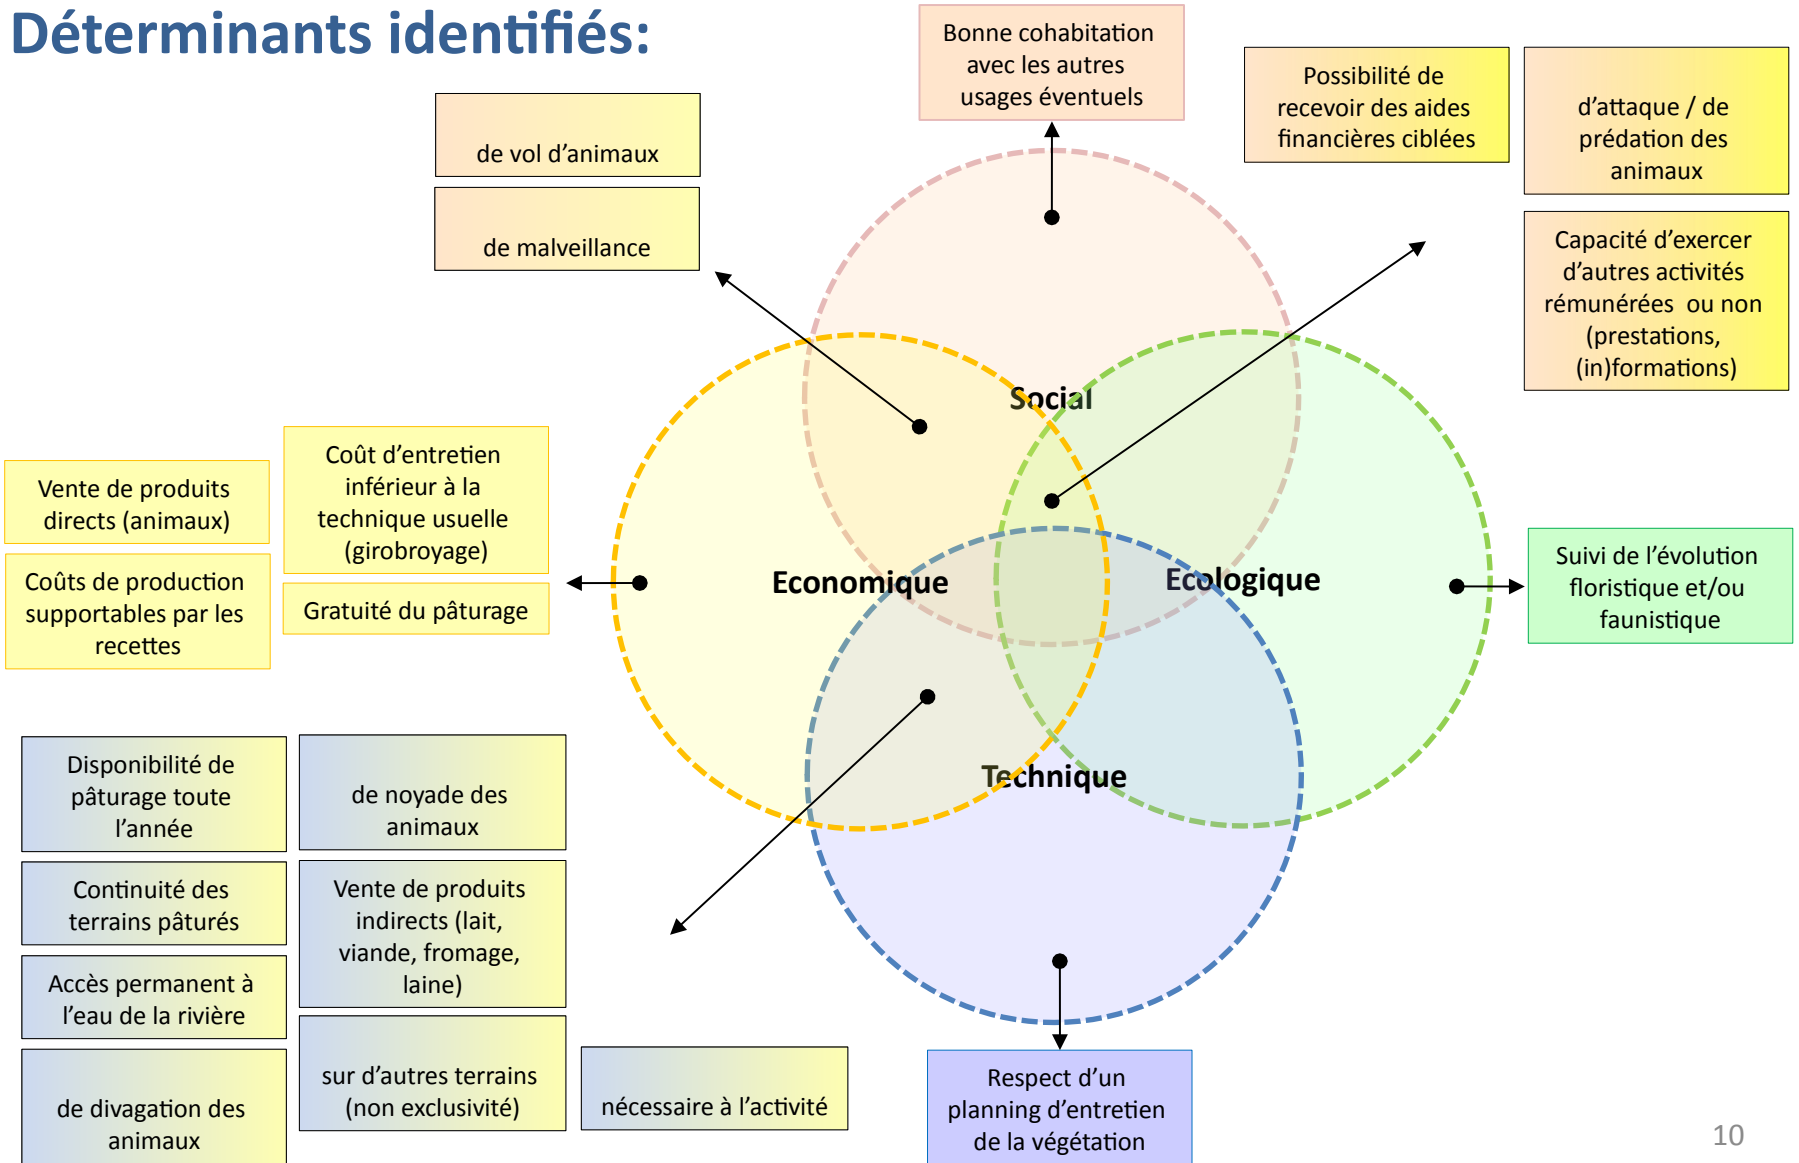 Déterminants identifiés:
Bonne cohabitation
avec les autres
usages éventuels
Possibilité de
recevoir des aides
financières ciblées
d'attaque / de
prédation des
animaux
de vol d'animaux
de malveillance
Capacité d'exercer
d'autres activités
rémunérées ou non
(prestations,
(in)formations)
Social
Vente de produits
directs (animaux)
Coût d'entretien
inférieur à la
technique usuelle
(girobroyage)
Coûts de production
supportables par les
recettes
Gratuité du pâturage
Economique
Ecologique
Suivi de l'évolution
floristique et/ou
faunistique
Technique
Disponibilité de
pâturage toute
l'année
de noyade des
animaux
Continuité des
terrains pâturés
Vente de produits
indirects (lait,
viande, fromage,
laine)
Accès permanent à
l'eau de la rivière
de divagation des
animaux
sur d'autres terrains
(non exclusivité)
nécessaire à l'activité
Respect d'un
planning d'entretien
de la végétation
10